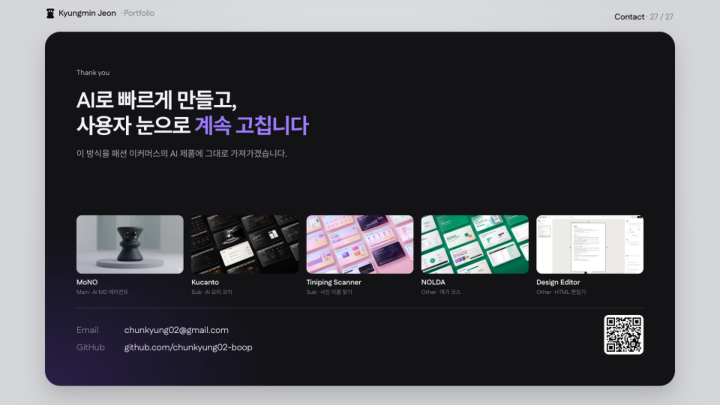 Kyungmin Jeon · Portfolio
Contact · 27 / 27
Thank you
AI로 빠르게 만들고,
사용자 눈으로 계속 고칩니다
이 방식을 패션 이커머스의 AI 제품에 그대로 가져가겠습니다.
MoNO
Main · AI MD 에이전트
Kucanto
Sub · AI 요리 코치
Tiniping Scanner
Sub · 사진 이름 찾기
NOLDA
Other · 여가 코스
Design Editor
Other · HTML 편집기
Email chunkyung02@gmail.com
GitHub github.com/chunkyung02-boop